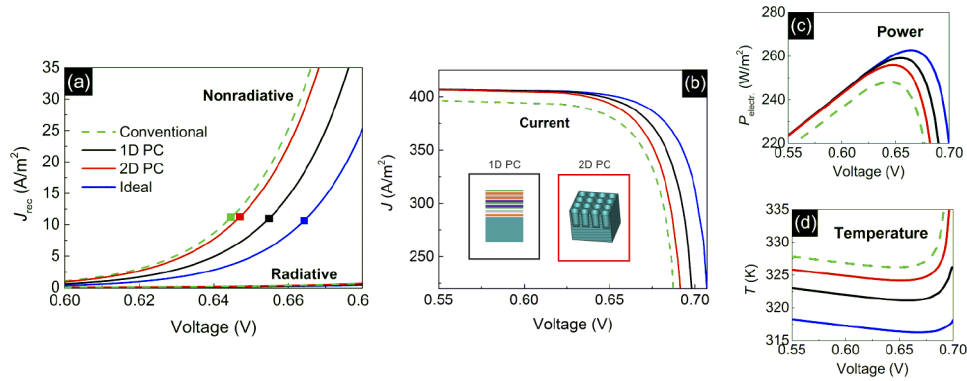 (a)
Nonradiative
Conventional
1D PC
2D PC
Ideal
Radiative
J_rec (A/m²)
35
30
25
20
15
10
5
0
0.60
0.62
0.64
0.66
0.6
Voltage (V)
(b)
Current
1D PC
2D PC
J (A/m²)
400
350
300
250
0.55
0.60
0.65
0.70
Voltage (V)
(c)
Power
P_electr. (W/m²)
280
260
240
220
0.55
0.60
0.65
0.70
Voltage (V)
(d)
Temperature
T (K)
335
330
325
320
315
0.55
0.60
0.65
0.70
Voltage (V)